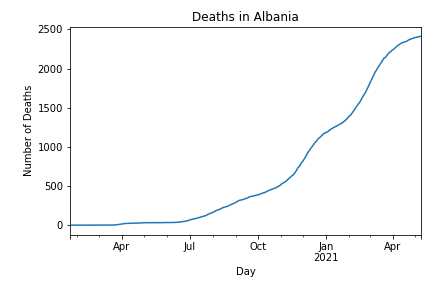 Deaths in Albania
2500
2000
1500
1000
500
0
Number of Deaths
Apr
Jul
Oct
Jan
2021
Apr
Day